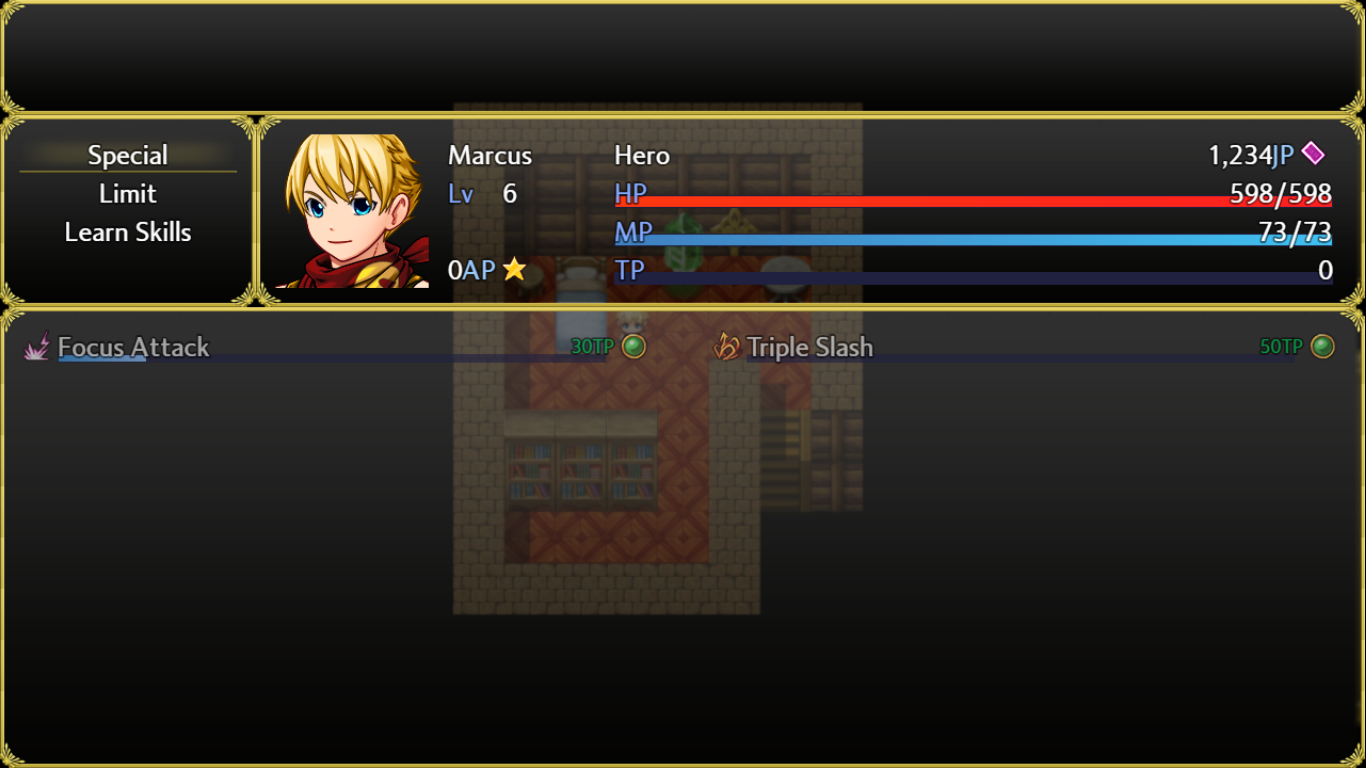 Special
Limit
Learn Skills
Marcus Hero 1,234JP
Lv 6 HP 598/598
MP 73/73
0AP TP 0
Focus Attack 30TP Triple Slash 50TP